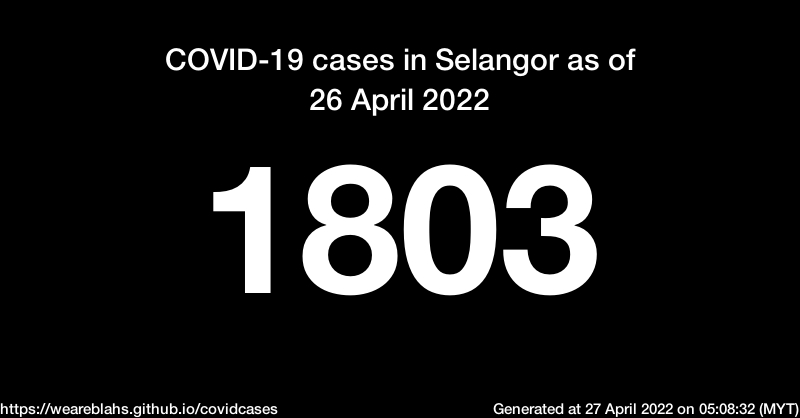 COVID-19 cases in Selangor as of
26 April 2022
1803
https://weareblahs.github.io/covidcases
Generated at 27 April 2022 on 05:08:32 (MYT)